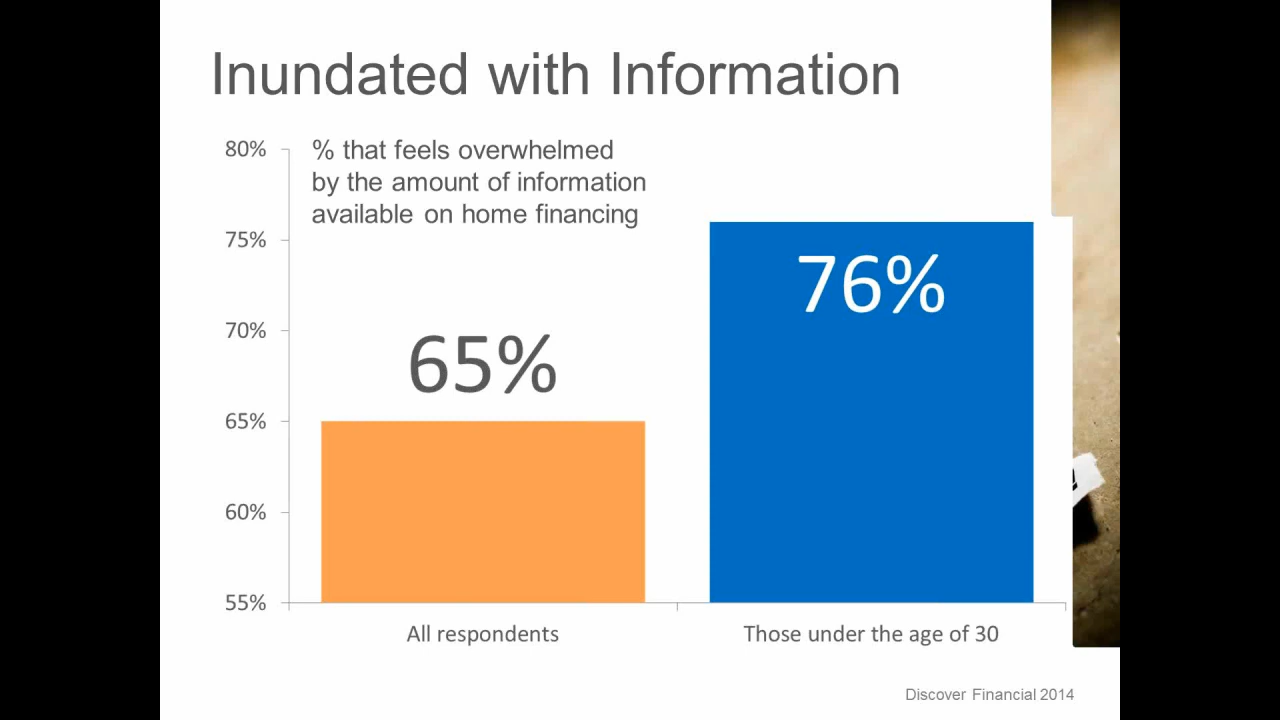 Inundated with Information
% that feels overwhelmed
by the amount of information
available on home financing
80%
75%
70%
65%
60%
55%
65%
76%
All respondents
Those under the age of 30
Discover Financial 2014